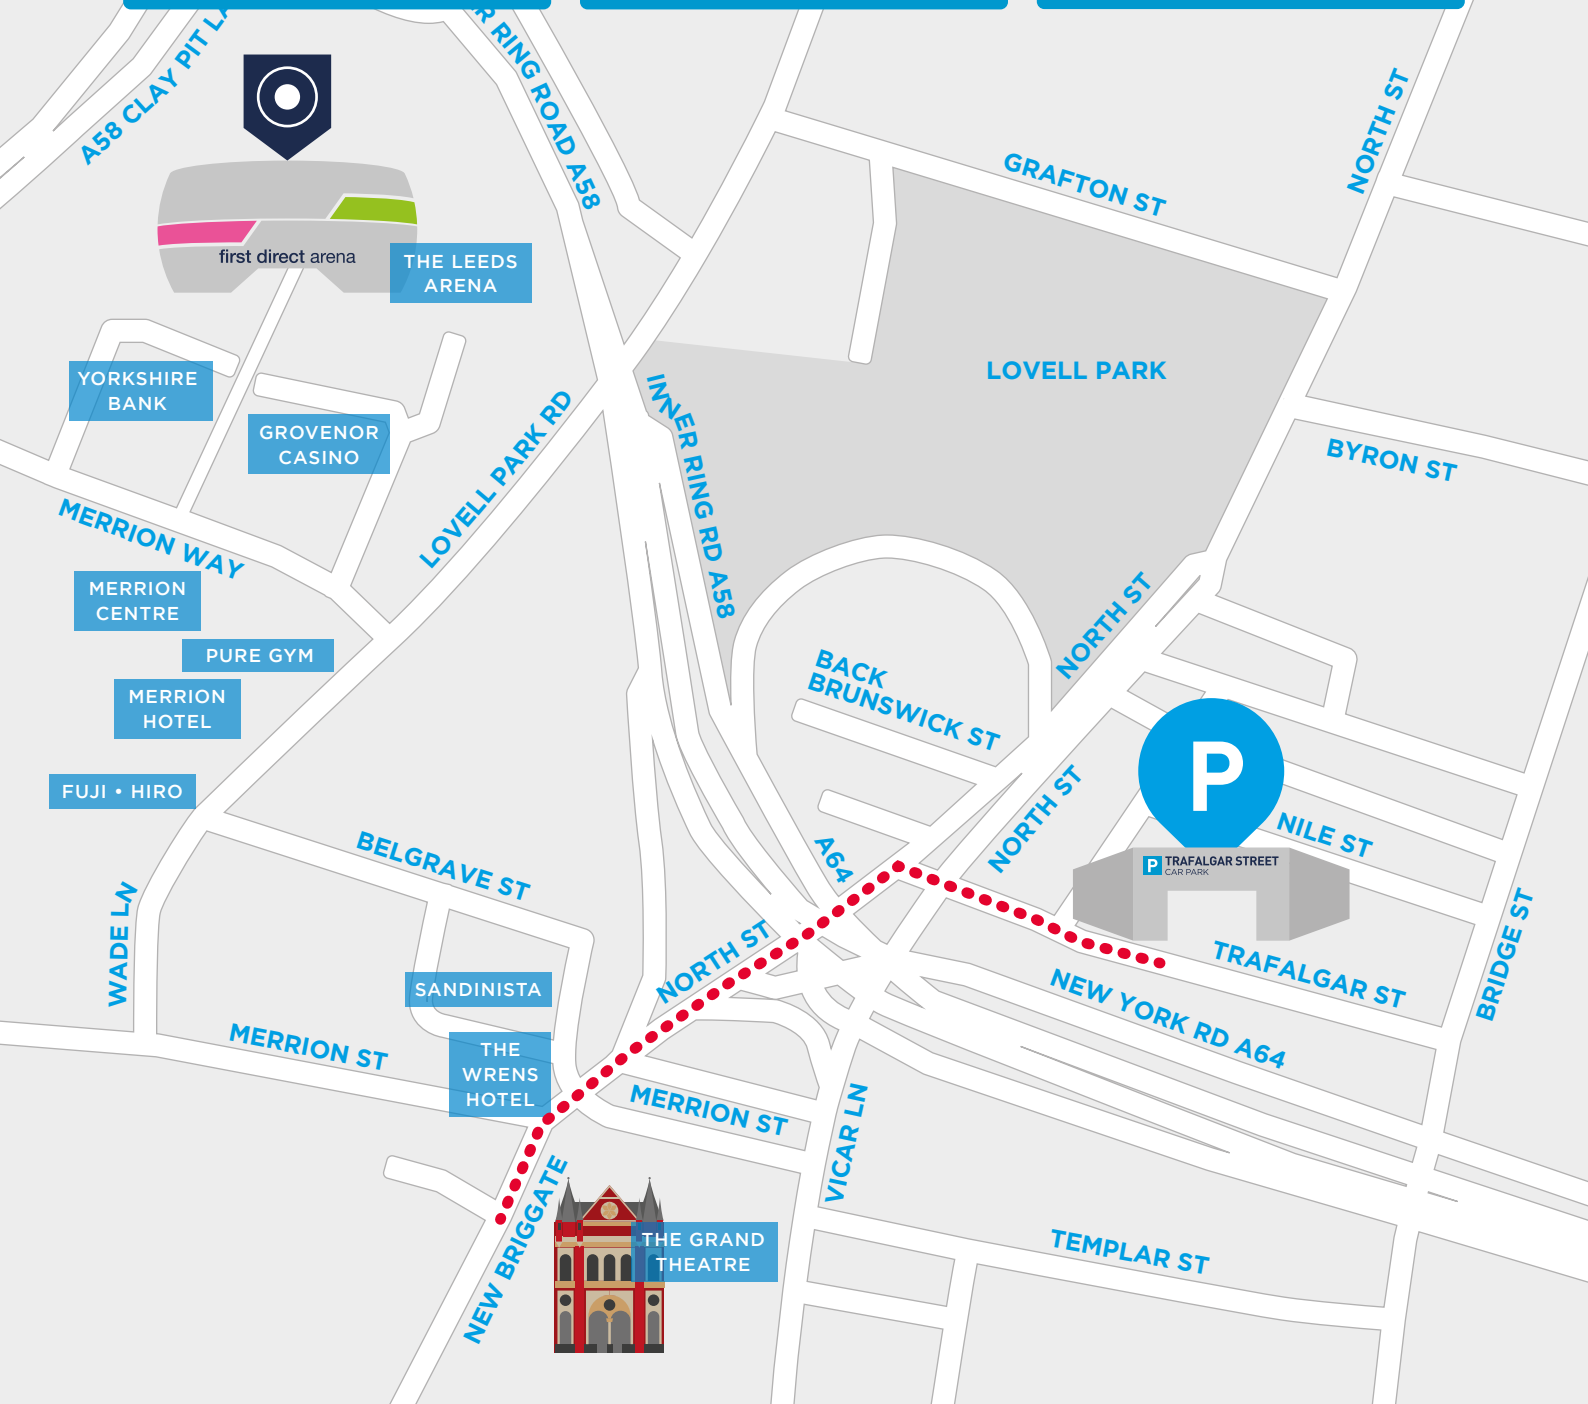 A58 CLAY PIT LA
R RING ROAD A58
NORTH ST
GRAFTON ST
first direct arena
THE LEEDS
ARENA
LOVELL PARK
YORKSHIRE
BANK
GROVENOR
CASINO
LOVELL PARK RD
INNER RING RD A58
BYRON ST
MERRION WAY
MERRION
CENTRE
PURE GYM
MERRION
HOTEL
NORTH ST
BACK
BRUNSWICK ST
FUJI • HIRO
P
NORTH ST
NILE ST
BELGRAVE ST
A64
P TRAFALGAR STREET
CAR PARK
WADE LN
NORTH ST
BRIDGE ST
SANDINISTA
TRAFALGAR ST
NEW YORK RD A64
MERRION ST
THE
WRENS
HOTEL
MERRION ST
VICAR LN
NEW BRIGGATE
THE GRAND
THEATRE
TEMPLAR ST